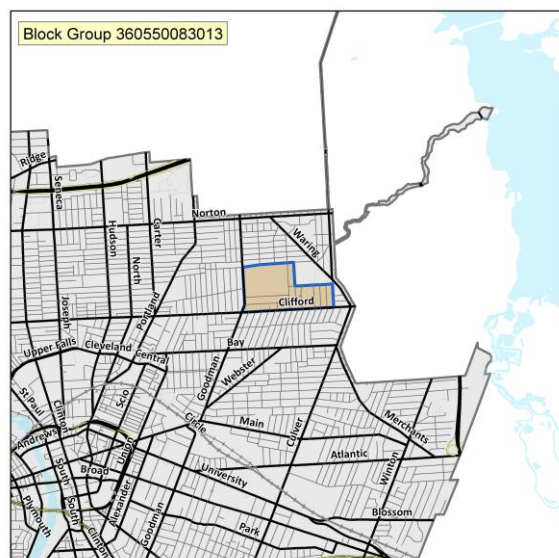 Block Group 360550083013
Ridge
Seneca
Hudson
North
Carter
Norton
Waring
Portland
Joseph
Clifford
Upper Falls
Cleveland
Central
Bay
Goodman
Webster
Scio
St Paul
Clinton
Andrews
Union
Circle
Main
Culver
Merchants
Atlantic
Winton
Broad
University
South
South
Alexander
Plymouth
Clinton
Goodman
Park
Blossom